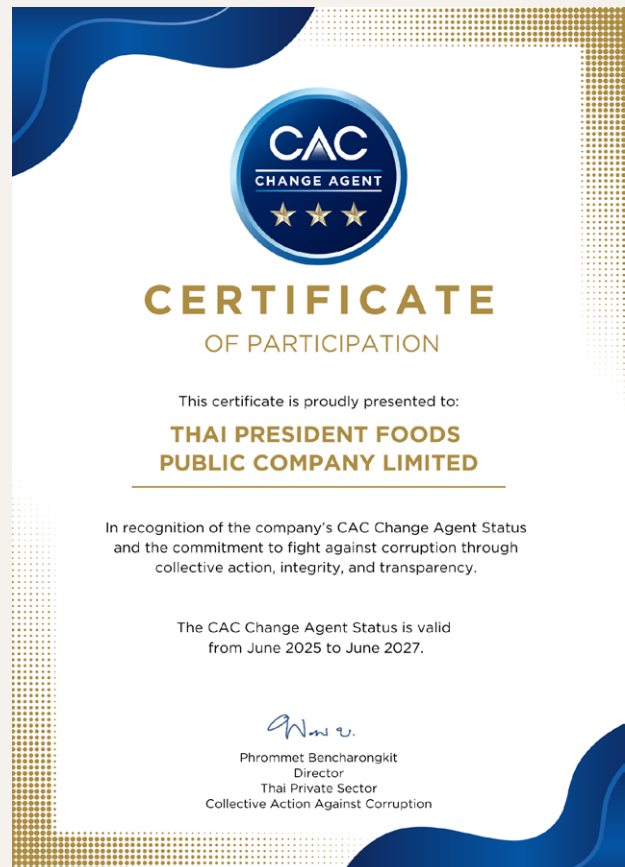 CAC
CHANGE AGENT
CERTIFICATE
OF PARTICIPATION
This certificate is proudly presented to:
THAI PRESIDENT FOODS
PUBLIC COMPANY LIMITED
In recognition of the company's CAC Change Agent Status
and the commitment to fight against corruption through
collective action, integrity, and transparency.
The CAC Change Agent Status is valid
from June 2025 to June 2027.
Phrommet Bencharongkit
Director
Thai Private Sector
Collective Action Against Corruption